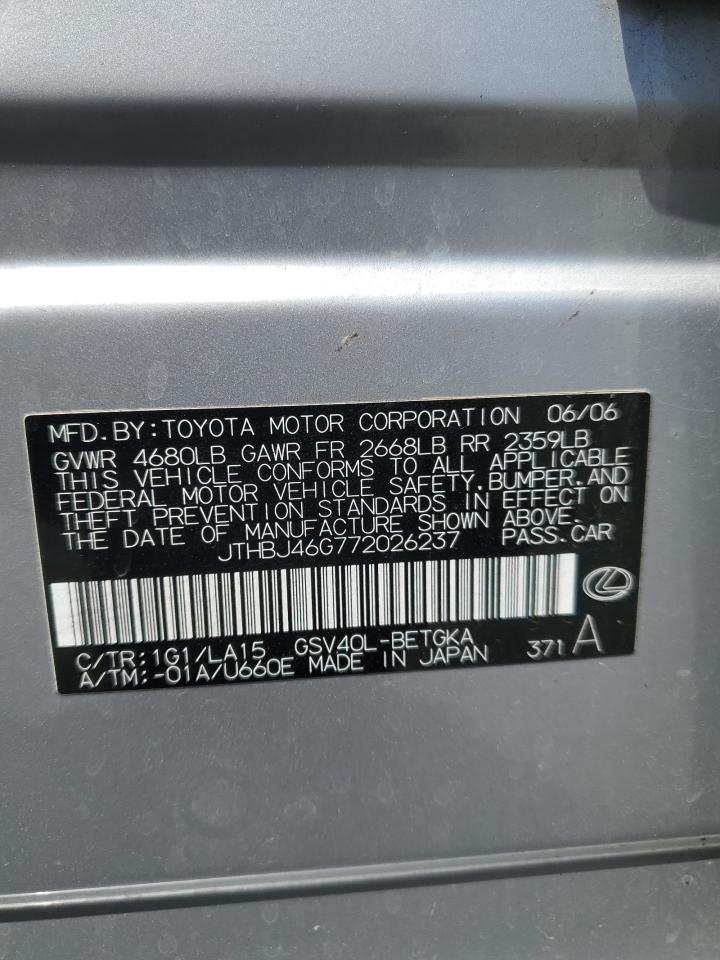 MFD.BY:TOYOTA MOTOR CORPORATION 06/06
GVWR 4680LB GAWR FR 2668LB RR 2359LB
THIS VEHICLE CONFORMS TO ALL APPLICABLE
FEDERAL MOTOR VEHICLE SAFETY,BUMPER,AND
THEFT PREVENTION STANDARDS IN EFFECT ON
THE DATE OF MANUFACTURE SHOWN ABOVE.
JTHBJ46G772026237 PASS.CAR
C/TR:1G1/LA15 GSV40L-BETGKA 371 A
A/TM:-01A/U660E MADE IN JAPAN